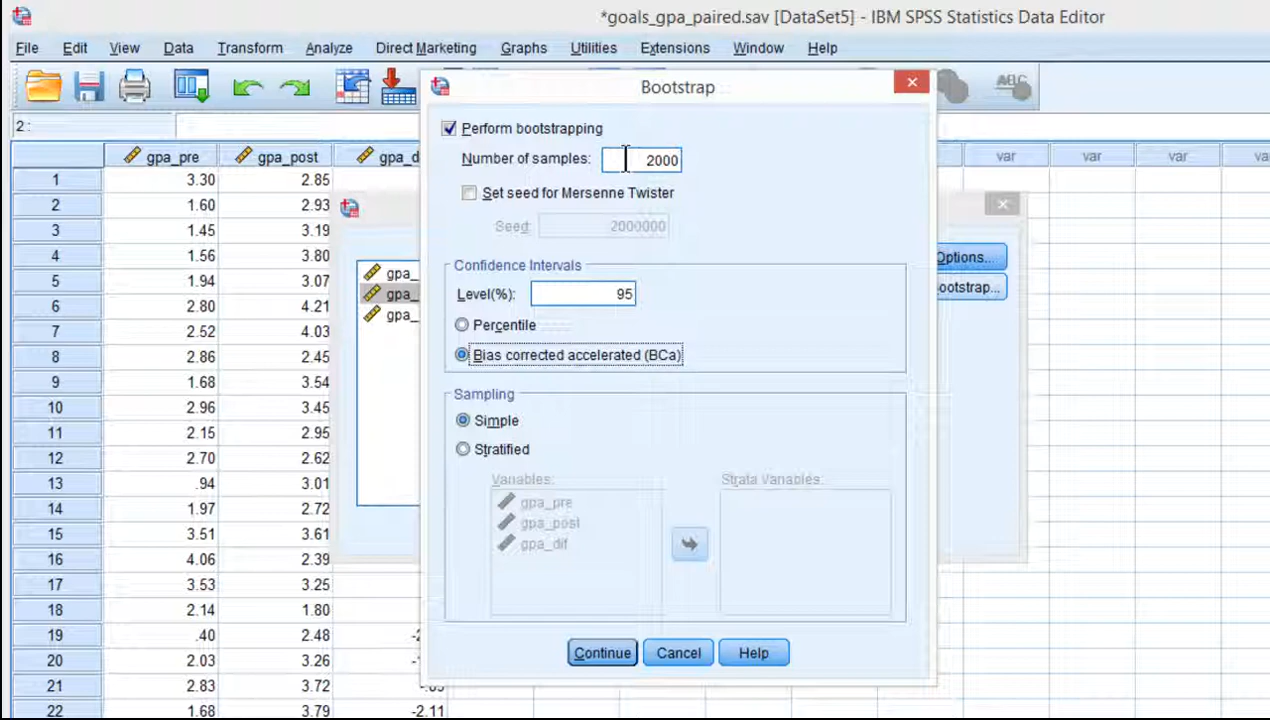 *goals_gpa_paired.sav [DataSet5] - IBM SPSS Statistics Data Editor
File Edit View Data Transform Analyze Direct Marketing Graphs Utilities Extensions Window Help
ABC
Bootstrap
2 :
Perform bootstrapping
gpa_pre gpa_post gpa_d var var var va
Number of samples: 2000
1 3.30 2.85
Set seed for Mersenne Twister
2 1.60 2.93
Seed: 2000000
3 1.45 3.19
4 1.56 3.80
Options...
Confidence Intervals
gpa_
5 1.94 3.07
ootstrap...
Level(%): 95
gpa_
6 2.80 4.21
gpa_
Percentile
7 2.52 4.03
Bias corrected accelerated (BCa)
8 2.86 2.45
9 1.68 3.54
Sampling
10 2.96 3.45
Simple
11 2.15 2.95
Stratified
12 2.70 2.62
Variables: Strata Variables:
13 .94 3.01
gpa_pre
14 1.97 2.72
gpa_post
15 3.51 3.61
gpa_dif
16 4.06 2.39
17 3.53 3.25
18 2.14 1.80
19 .40 2.48 -2
20 2.03 3.26
Continue Cancel Help
21 2.83 3.72 -.89
22 1.68 3.79 -2.11